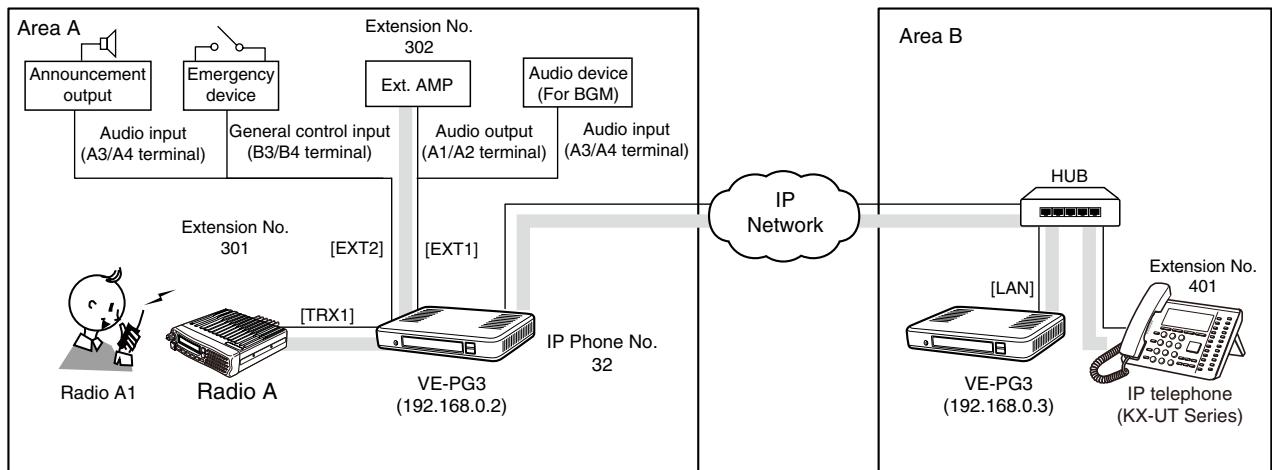 Area A
Announcement
output
Emergency
device
Extension No.
302
Ext. AMP
Audio device
(For BGM)
Audio input
(A3/A4 terminal)
General control input
(B3/B4 terminal)
Audio output
(A1/A2 terminal)
Audio input
(A3/A4 terminal)
Extension No.
301
[EXT2]
[EXT1]
[TRX1]
Radio A1
Radio A
VE-PG3
(192.168.0.2)
IP Phone No.
32
IP
Network
Area B
HUB
[LAN]
Extension No.
401
VE-PG3
(192.168.0.3)
IP telephone
(KX-UT Series)